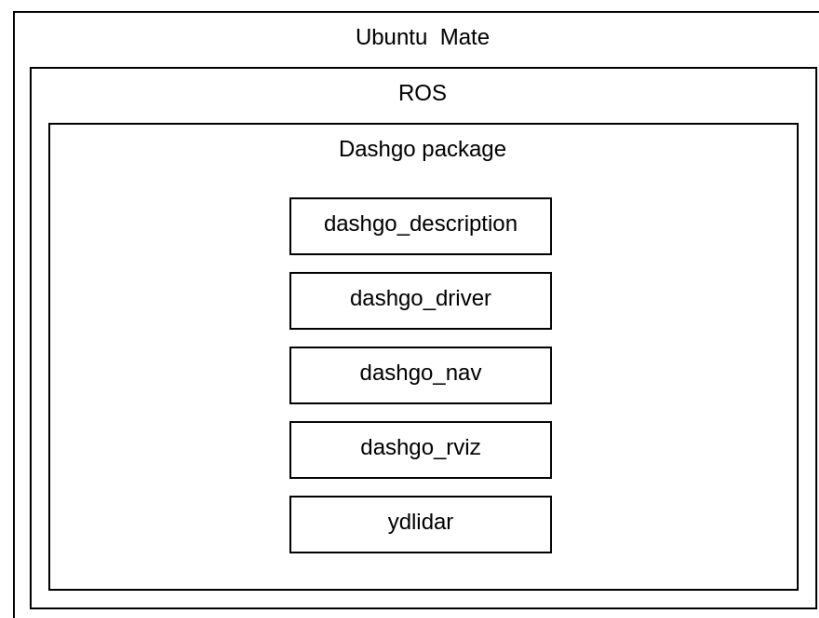 Ubuntu  Mate
ROS
Dashgo package
dashgo_description
dashgo_driver
dashgo_nav
dashgo_rviz
ydlidar